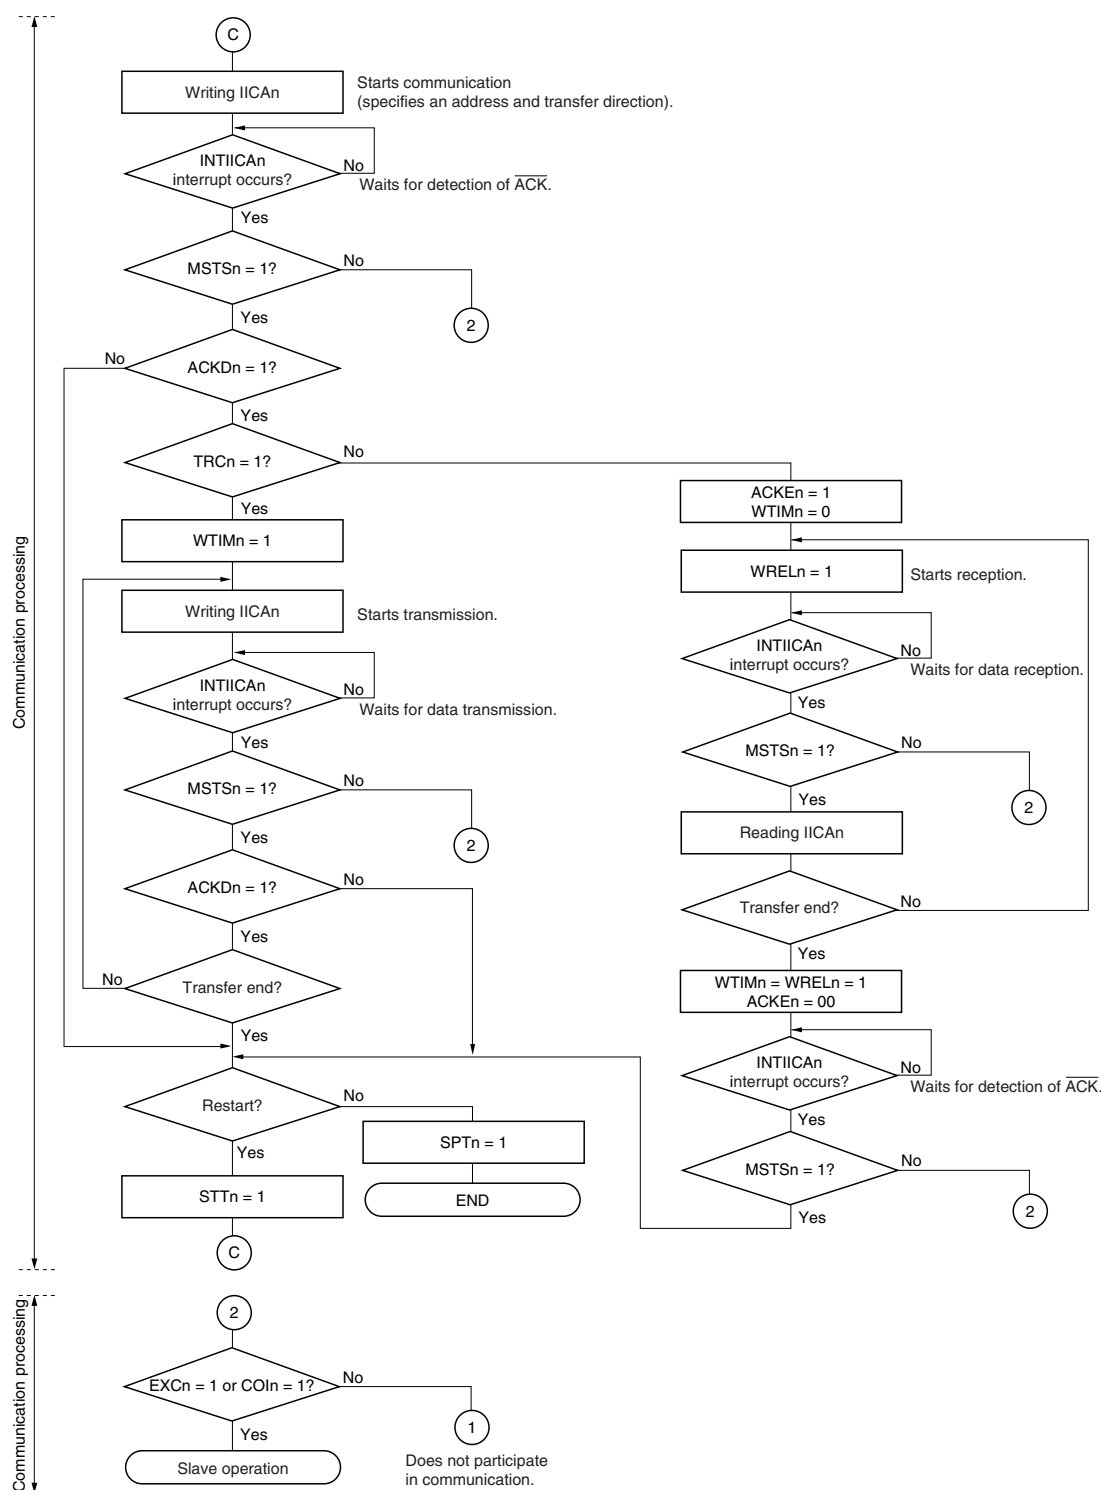 C
Writing IICAn
Starts communication
(specifies an address and transfer direction).
INTIICAn
interrupt occurs?
No
Waits for detection of ACK.
Yes
MSTSn = 1?
No
2
Yes
ACKDn = 1?
No
Yes
TRCn = 1?
No
Yes
WTIMn = 1
Writing IICAn
Starts transmission.
INTIICAn
interrupt occurs?
No
Waits for data transmission.
Yes
MSTSn = 1?
No
2
Yes
ACKDn = 1?
No
Yes
Transfer end?
No
Yes
Restart?
No
SPTn = 1
END
Yes
STTn = 1
C
ACKEn = 1
WTIMn = 0
WRELn = 1
Starts reception.
INTIICAn
interrupt occurs?
No
Waits for data reception.
Yes
MSTSn = 1?
No
2
Yes
Reading IICAn
Transfer end?
No
Yes
WTIMn = WRELn = 1
ACKEn = 00
INTIICAn
interrupt occurs?
No
Waits for detection of ACK.
Yes
MSTSn = 1?
No
2
Yes
Communication processing
2
EXCn = 1 or COIn = 1?
No
1
Does not participate
in communication.
Yes
Slave operation
Communication processing